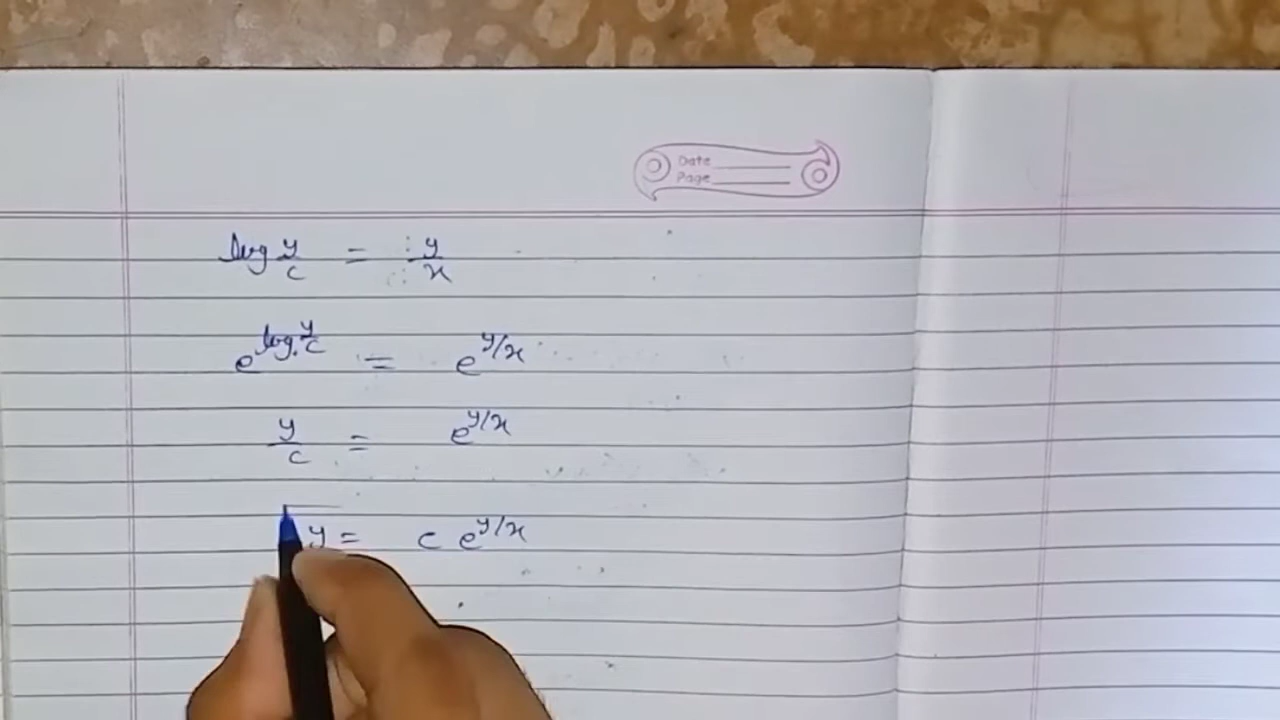 Date
Page
log y/c = y/x
e^{log y/c} = e^{y/x}
y/c = e^{y/x}
y = c e^{y/x}